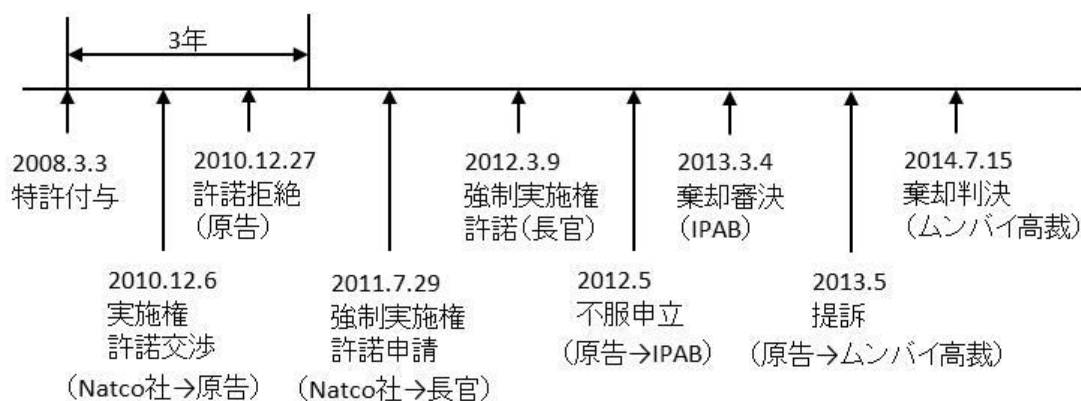 3年
2008.3.3
特許付与
2010.12.6
実施権
許諾交渉
（Natco社→原告）
2010.12.27
許諾拒絶
（原告）
2011.7.29
強制実施権
許諾申請
（Natco社→長官）
2012.3.9
強制実施権
許諾（長官）
2012.5
不服申立
（原告→IPAB）
2013.3.4
棄却審決
（IPAB）
2013.5
提訴
（原告→ムンバイ高裁）
2014.7.15
棄却判決
（ムンバイ高裁）